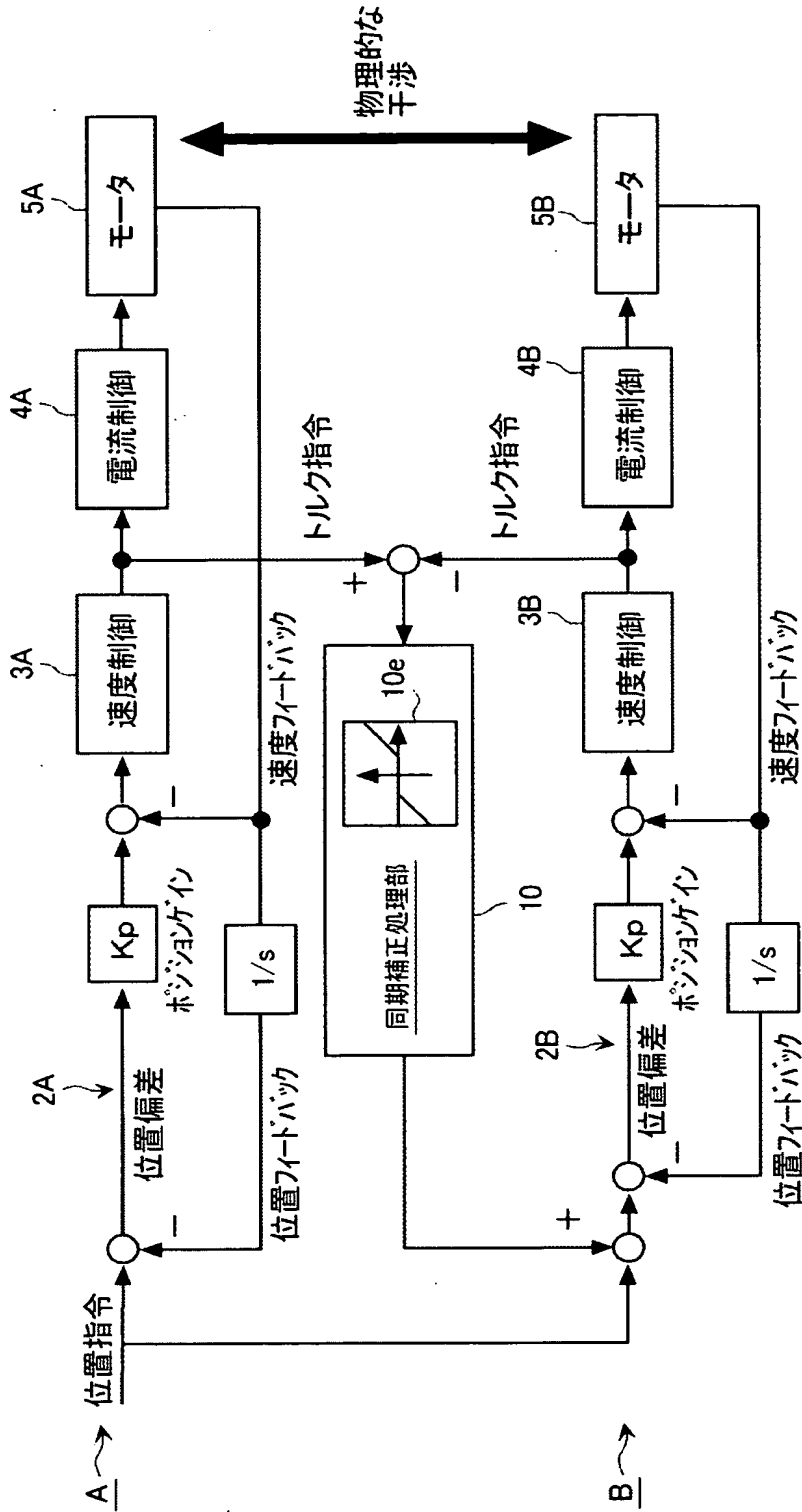 A
位置指令
−
2A
位置偏差
Kp
ポジションゲイン
−
3A
速度制御
4A
電流制御
5A
モータ
1/s
位置フィードバック
速度フィードバック
トルク指令
+
−
トルク指令
物理的な
干渉
同期補正処理部
10e
10
B
+
−
2B
位置偏差
Kp
ポジションゲイン
−
3B
速度制御
4B
電流制御
5B
モータ
1/s
位置フィードバック
速度フィードバック